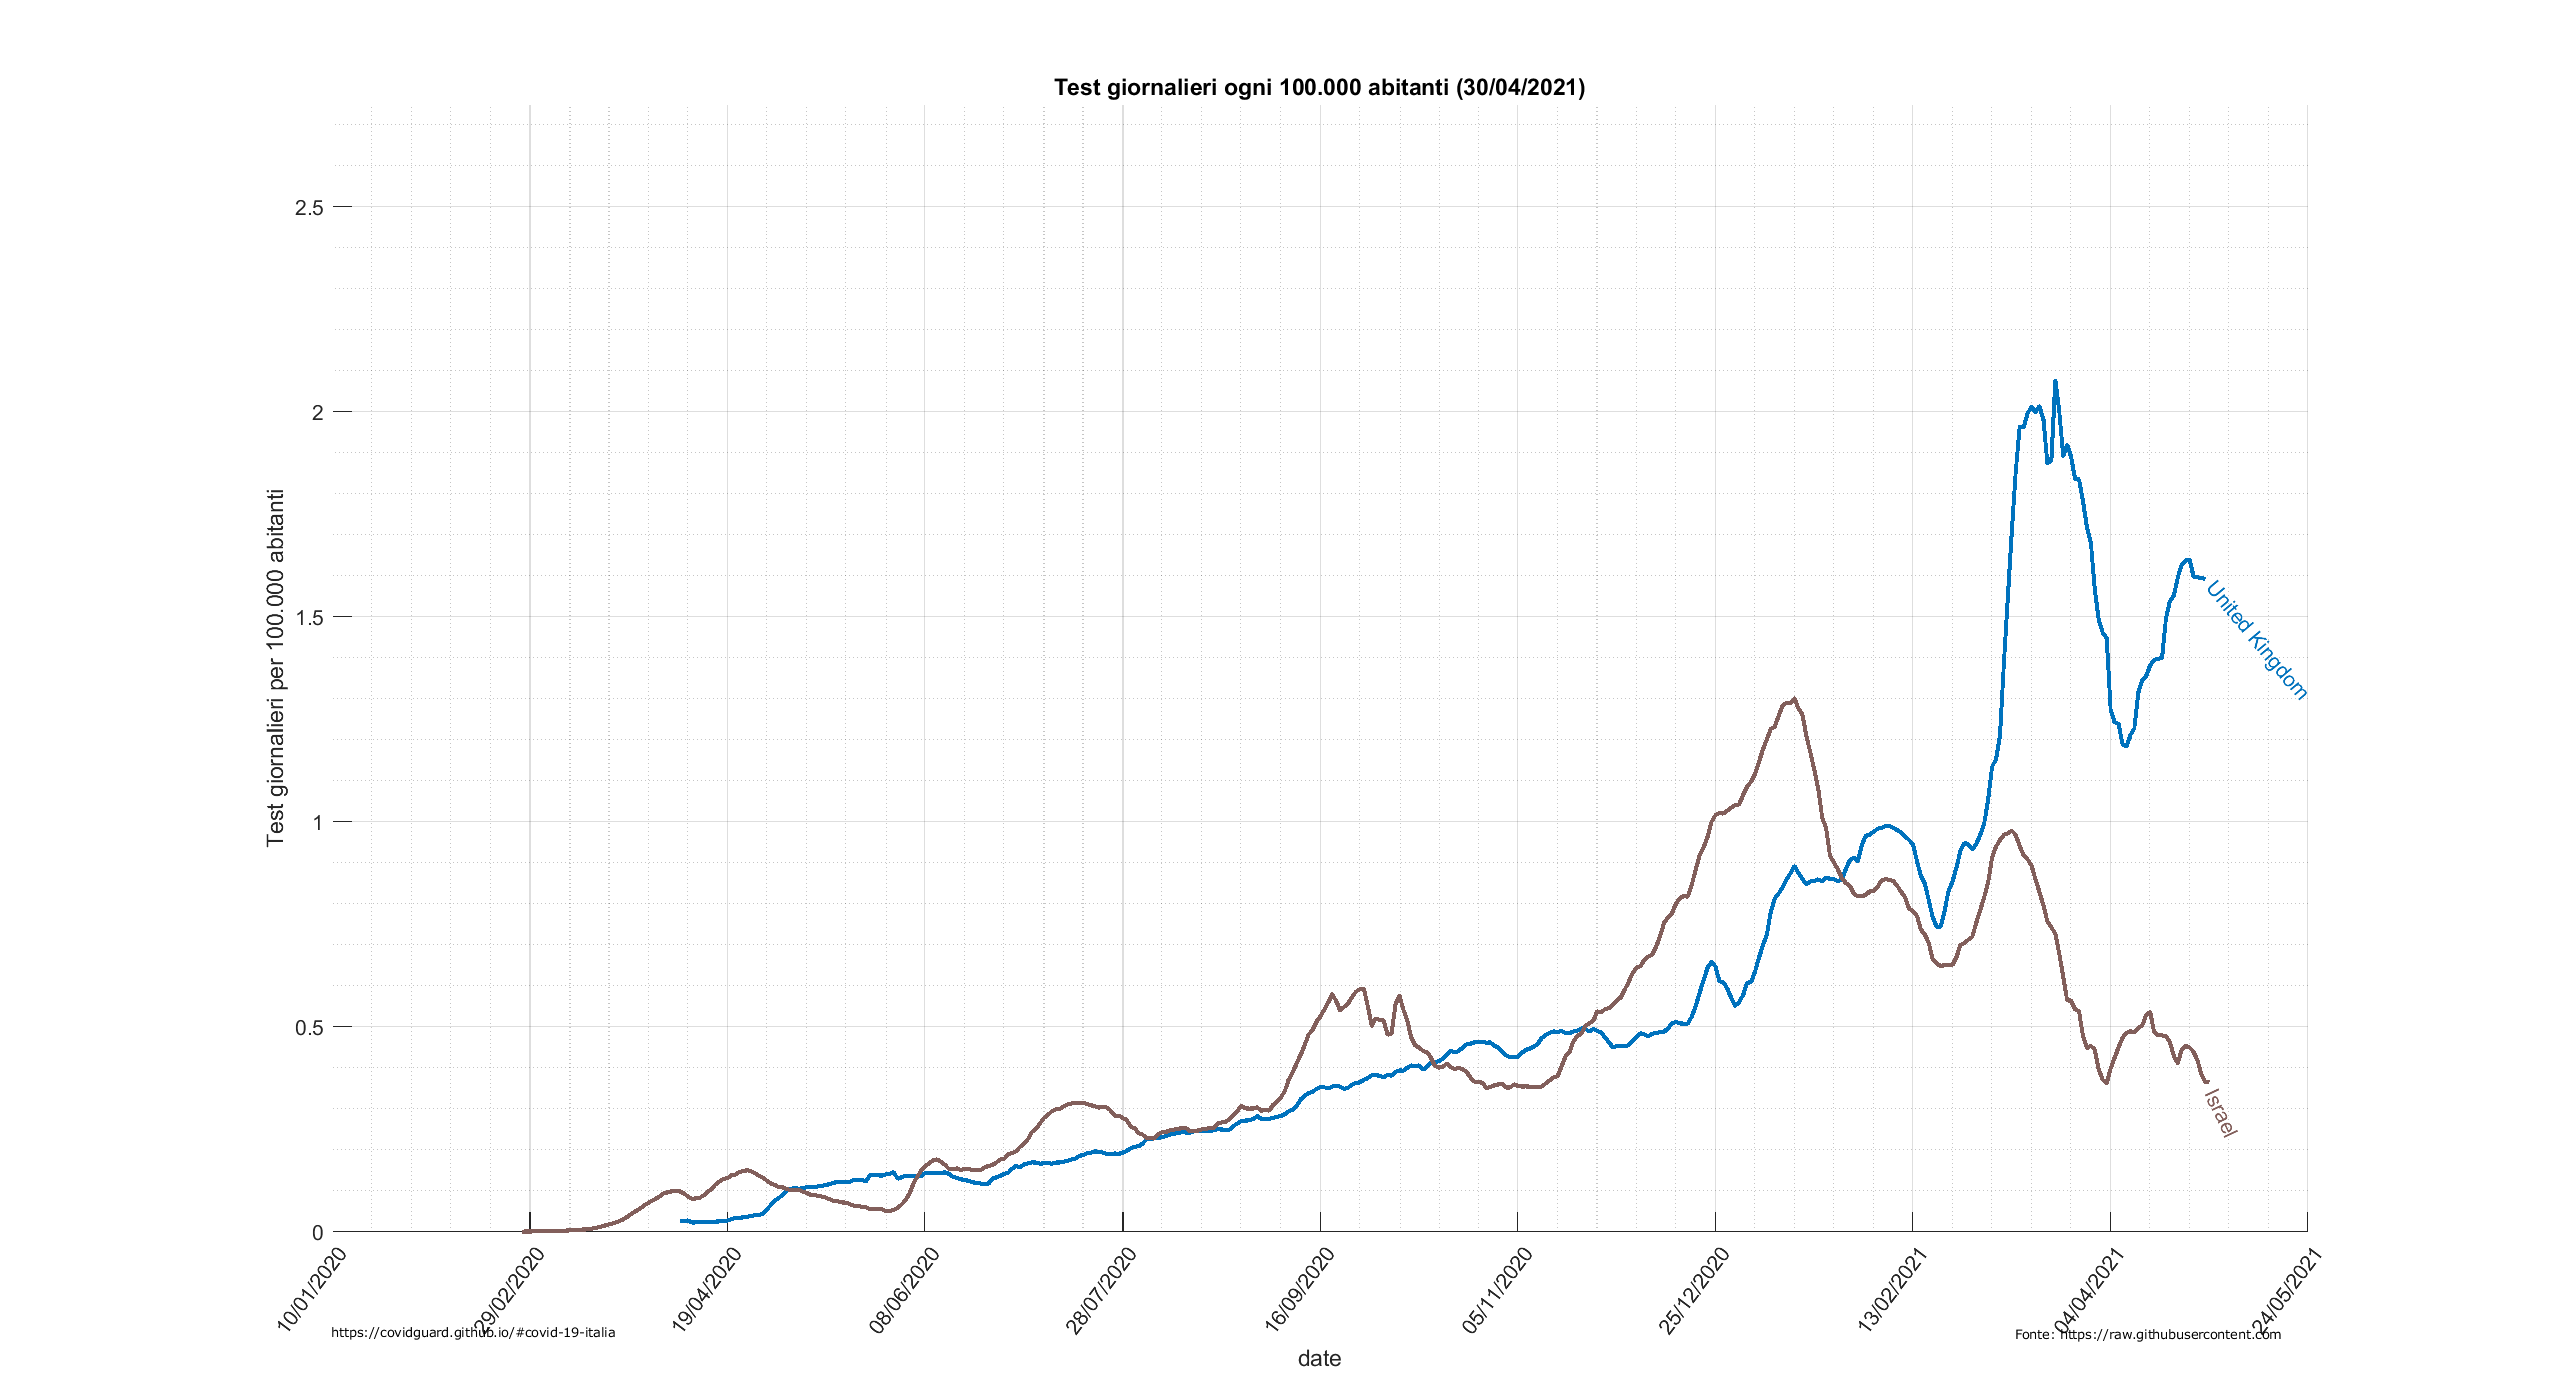 Test giornalieri ogni 100.000 abitanti (30/04/2021)
Test giornalieri per 100.000 abitanti
2.5
2
1.5
1
0.5
0
United Kingdom
Israel
10/01/2020
29/02/2020
19/04/2020
08/06/2020
28/07/2020
16/09/2020
05/11/2020
25/12/2020
13/02/2021
04/04/2021
24/05/2021
https://covidguard.github.io/#covid-19-italia
Fonte: https://raw.githubusercontent.com
date